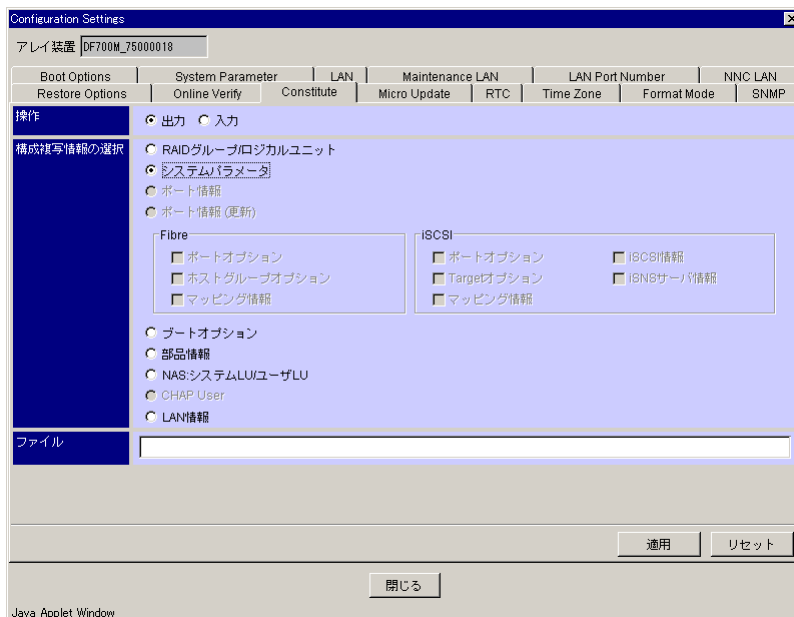 Configuration Settings
アレイ装置 DF700M_75000018
Boot Options System Parameter LAN Maintenance LAN LAN Port Number NNC LAN
Restore Options Online Verify Constitute Micro Update RTC Time Zone Format Mode SNMP
操作 出力 入力
構成複写情報の選択 RAIDグループ/ロジカルユニット
システムパラメータ
ポート情報
ポート情報 (更新)
Fibre iSCSI
ポートオプション ポートオプション iSCSI情報
ホストグループオプション Targetオプション iSNSサーバ情報
マッピング情報 マッピング情報
ブートオプション
部品情報
NAS:システムLU/ユーザLU
CHAP User
LAN情報
ファイル
適用 リセット
閉じる
Java Applet Window